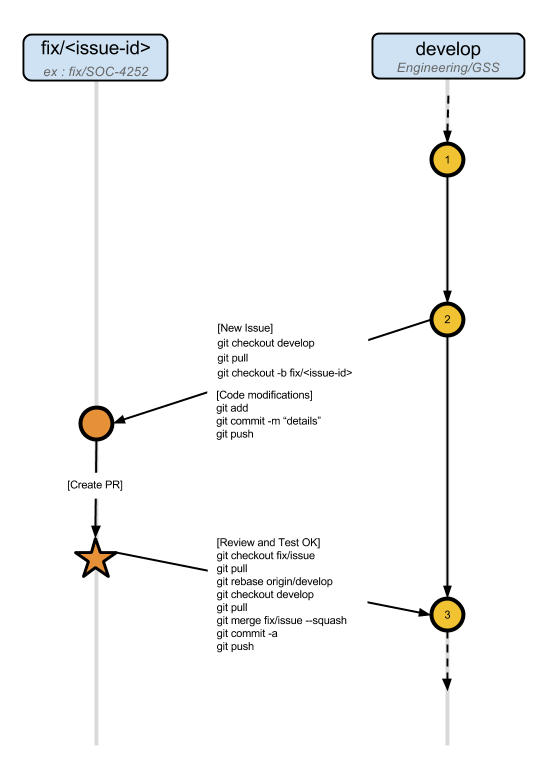 fix/<issue-id>
ex : fix/SOC-4252
develop
Engineering/GSS
1
2
[New Issue]
git checkout develop
git pull
git checkout -b fix/<issue-id>
[Code modifications]
git add
git commit -m “details”
git push
[Create PR]
[Review and Test OK]
git checkout fix/issue
git pull
git rebase origin/develop
git checkout develop
git pull
git merge fix/issue --squash
git commit -a
git push
3